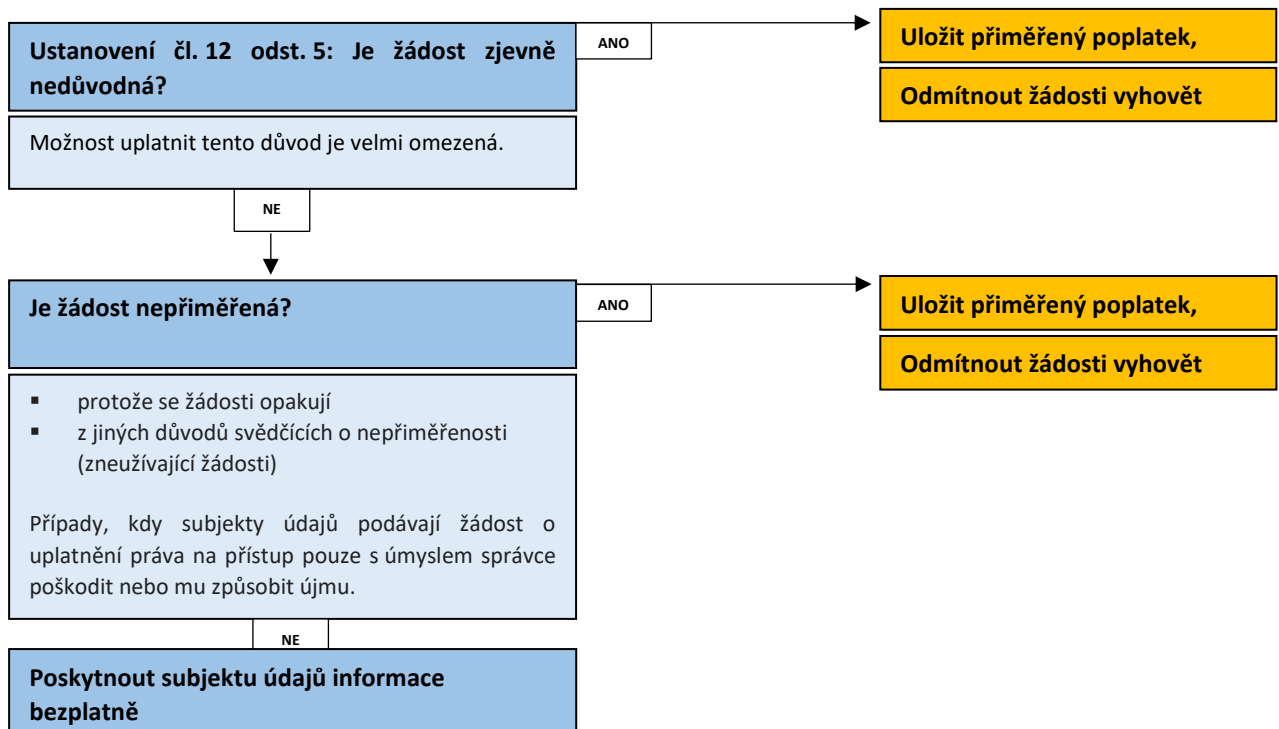 Ustanovení čl. 12 odst. 5: Je žádost zjevně
nedůvodná?
ANO
Uložit přiměřený poplatek,
Odmítnout žádosti vyhovět
Možnost uplatnit tento důvod je velmi omezená.
NE
Je žádost nepřiměřená?
ANO
Uložit přiměřený poplatek,
Odmítnout žádosti vyhovět
▪ protože se žádosti opakují
▪ z jiných důvodů svědčících o nepřiměřenosti
(zneužívající žádosti)
Případy, kdy subjekty údajů podávají žádost o
uplatnění práva na přístup pouze s úmyslem správce
poškodit nebo mu způsobit újmu.
NE
Poskytnout subjektu údajů informace
bezplatně